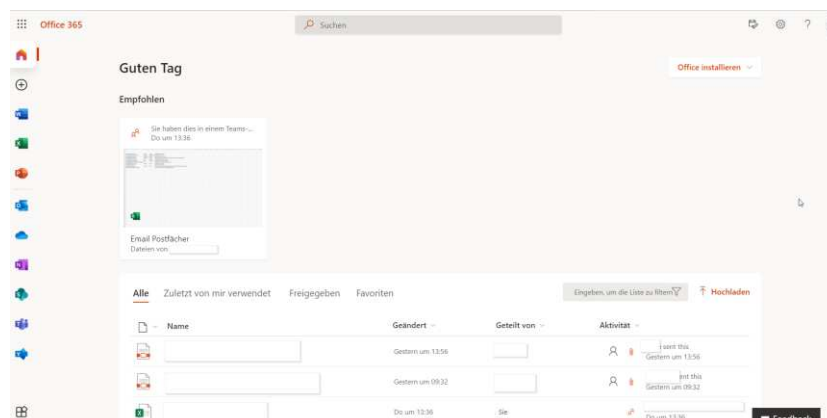 Office 365
Suchen
Guten Tag
Office installieren
Empfohlen
Sie haben dies in einem Teams-...
Do um 13:36
Email Postfächer
Dateien von
Alle Zuletzt von mir verwendet Freigegeben Favoriten
Eingeben, um die Liste zu filtern
Hochladen
Name Geändert Geteilt von Aktivität
Gestern um 13:56
sent this
Gestern um 13:56
Gestern um 09:32
ent this
Gestern um 09:32
Do um 13:36 Sie Do um 13:36
Feedback